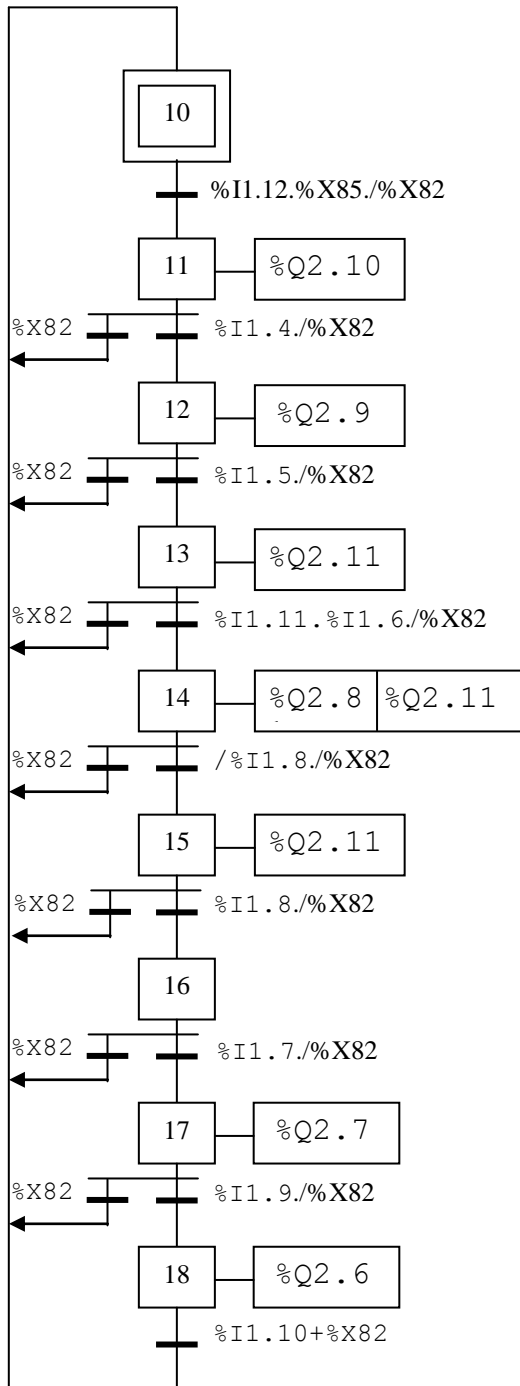 10
%I1.12.%X85./%X82
11 %Q2.10
%X82 %I1.4./%X82
12 %Q2.9
%X82 %I1.5./%X82
13 %Q2.11
%X82 %I1.11.%I1.6./%X82
14 %Q2.8 %Q2.11
%X82 /%I1.8./%X82
15 %Q2.11
%X82 %I1.8./%X82
16
%X82 %I1.7./%X82
17 %Q2.7
%X82 %I1.9./%X82
18 %Q2.6
%I1.10+%X82